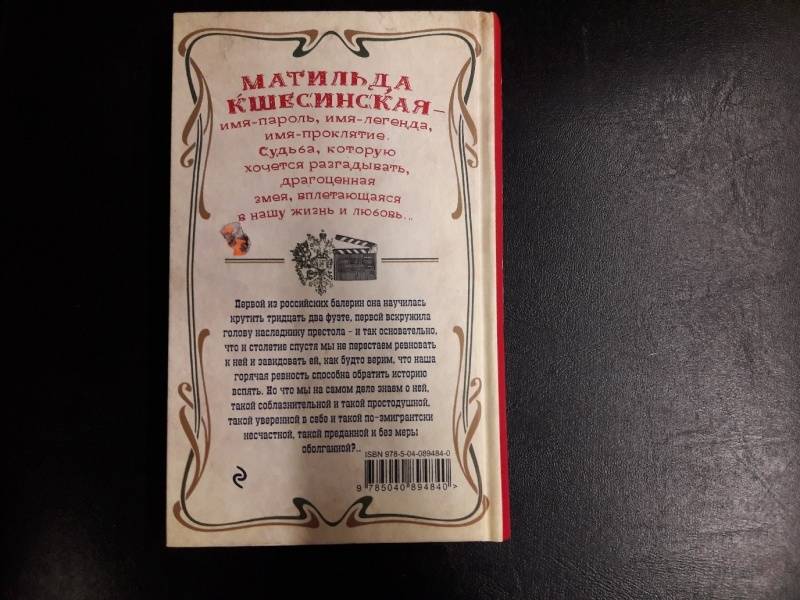 МАТИЛЬДА
КШЕСИНСКАЯ –
имя-пароль, имя-легенда,
имя-проклятие.
Судьба, которую
хочется разгадывать,
драгоценная
змея, вплетающаяся
в нашу жизнь и любовь...
Первой из российских балерин она научилась
крутить тридцать два фуэте, первой вскружила
голову наследнику престола – и так основательно,
что и столетие спустя мы не перестаем ревновать
к ней и завидовать ей, как будто верим, что наша
горячая ревность способна обратить историю
вспять. Но что мы на самом деле знаем о ней,
такой соблазнительной и такой простодушной,
такой уверенной в себе и такой по-эмигрантски
несчастной, такой преданной и без меры
оболганной?..
ISBN 978-5-04-089484-0
9 785040 894840 >